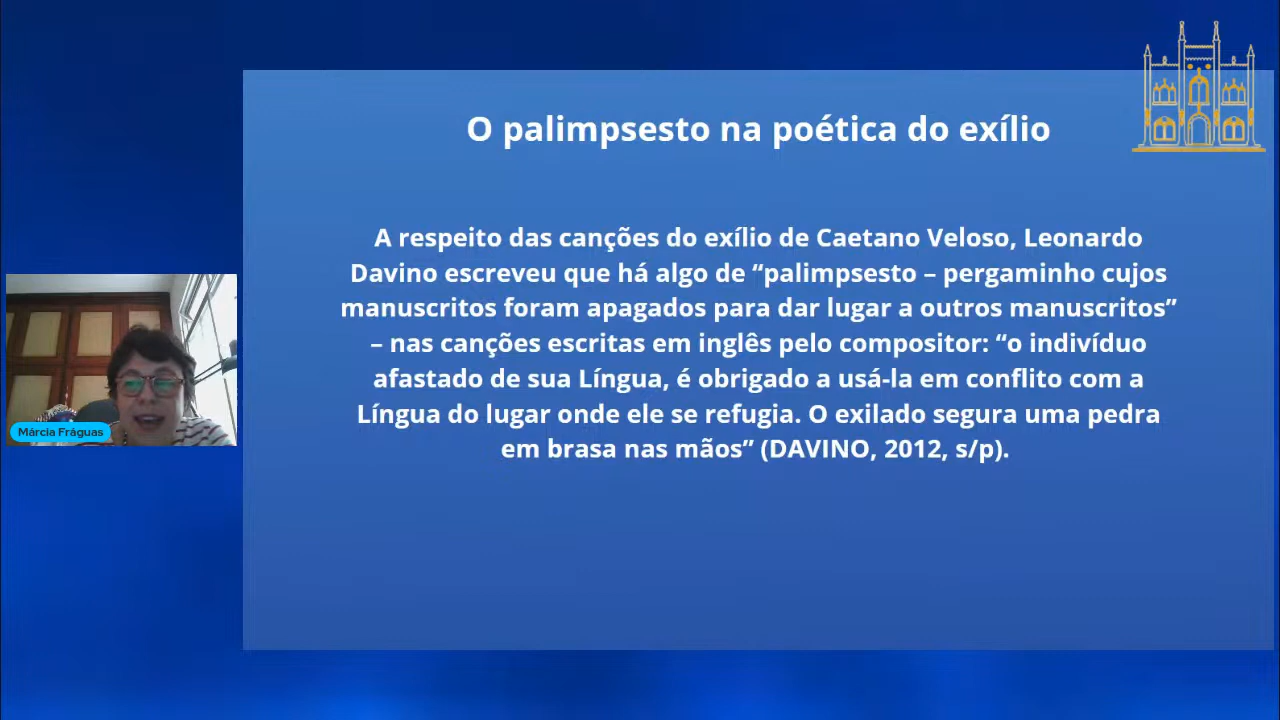 O palimpsesto na poética do exílio
A respeito das canções do exílio de Caetano Veloso, Leonardo
Davino escreveu que há algo de “palimpsesto – pergaminho cujos
manuscritos foram apagados para dar lugar a outros manuscritos”
– nas canções escritas em inglês pelo compositor: “o indivíduo
afastado de sua Língua, é obrigado a usá-la em conflito com a
Língua do lugar onde ele se refugia. O exilado segura uma pedra
em brasa nas mãos” (DAVINO, 2012, s/p).
Márcia Fráguas